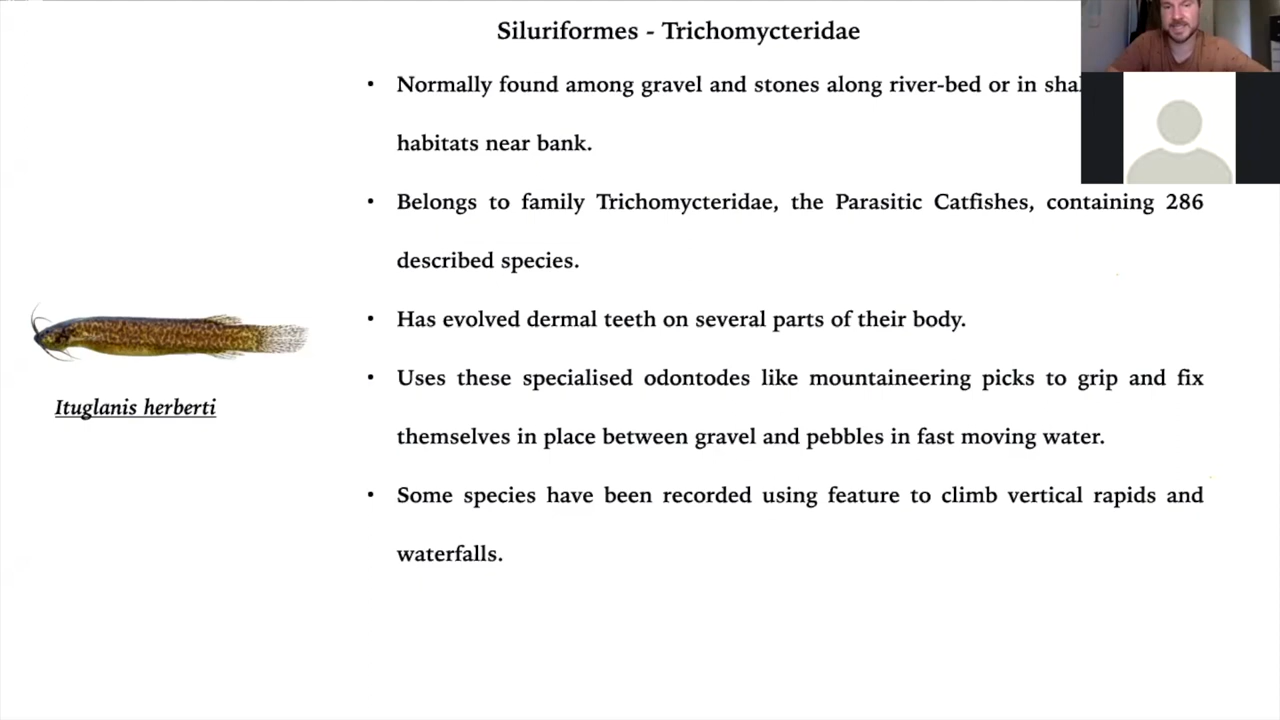 Siluriformes - Trichomycteridae
• Normally found among gravel and stones along river-bed or in
habitats near bank.
• Belongs to family Trichomycteridae, the Parasitic Catfishes, containing 286
described species.
• Has evolved dermal teeth on several parts of their body.
• Uses these specialised odontodes like mountaineering picks to grip and fix
themselves in place between gravel and pebbles in fast moving water.
• Some species have been recorded using feature to climb vertical rapids and
waterfalls.
Ituglanis herberti